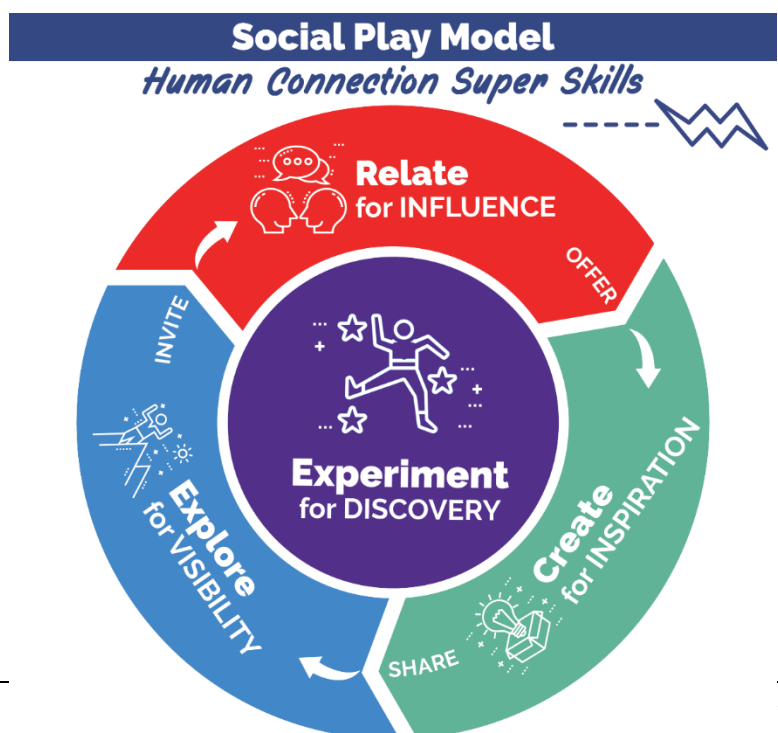 Social Play Model
Human Connection Super Skills
Relate
for INFLUENCE
OFFER
INVITE
Experiment
for DISCOVERY
Create
for INSPIRATION
Explore
for VISIBILITY
SHARE